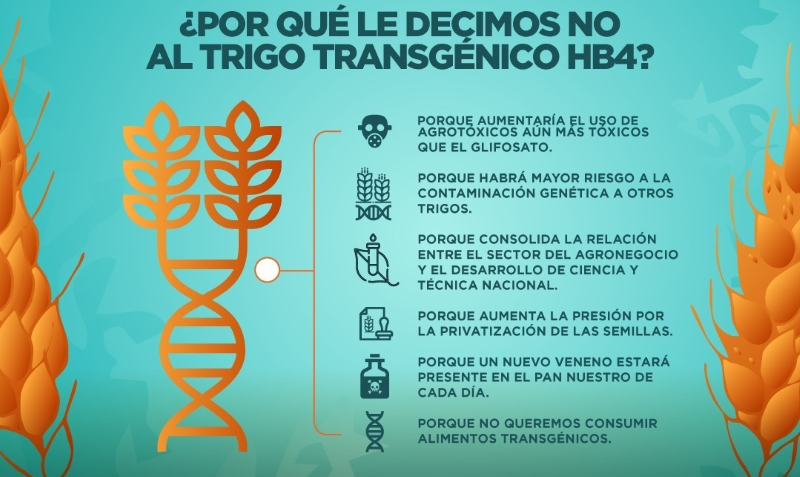 ¿POR QUÉ LE DECIMOS NO
AL TRIGO TRANSGÉNICO HB4?
PORQUE AUMENTARÍA EL USO DE
AGROTÓXICOS AÚN MÁS TÓXICOS
QUE EL GLIFOSATO.
PORQUE HABRÁ MAYOR RIESGO A LA
CONTAMINACIÓN GENÉTICA A OTROS
TRIGOS.
PORQUE CONSOLIDA LA RELACIÓN
ENTRE EL SECTOR DEL AGRONEGOCIO
Y EL DESARROLLO DE CIENCIA Y
TÉCNICA NACIONAL.
PORQUE AUMENTA LA PRESIÓN POR
LA PRIVATIZACIÓN DE LAS SEMILLAS.
PORQUE UN NUEVO VENENO ESTARÁ
PRESENTE EN EL PAN NUESTRO DE
CADA DÍA.
PORQUE NO QUEREMOS CONSUMIR
ALIMENTOS TRANSGÉNICOS.